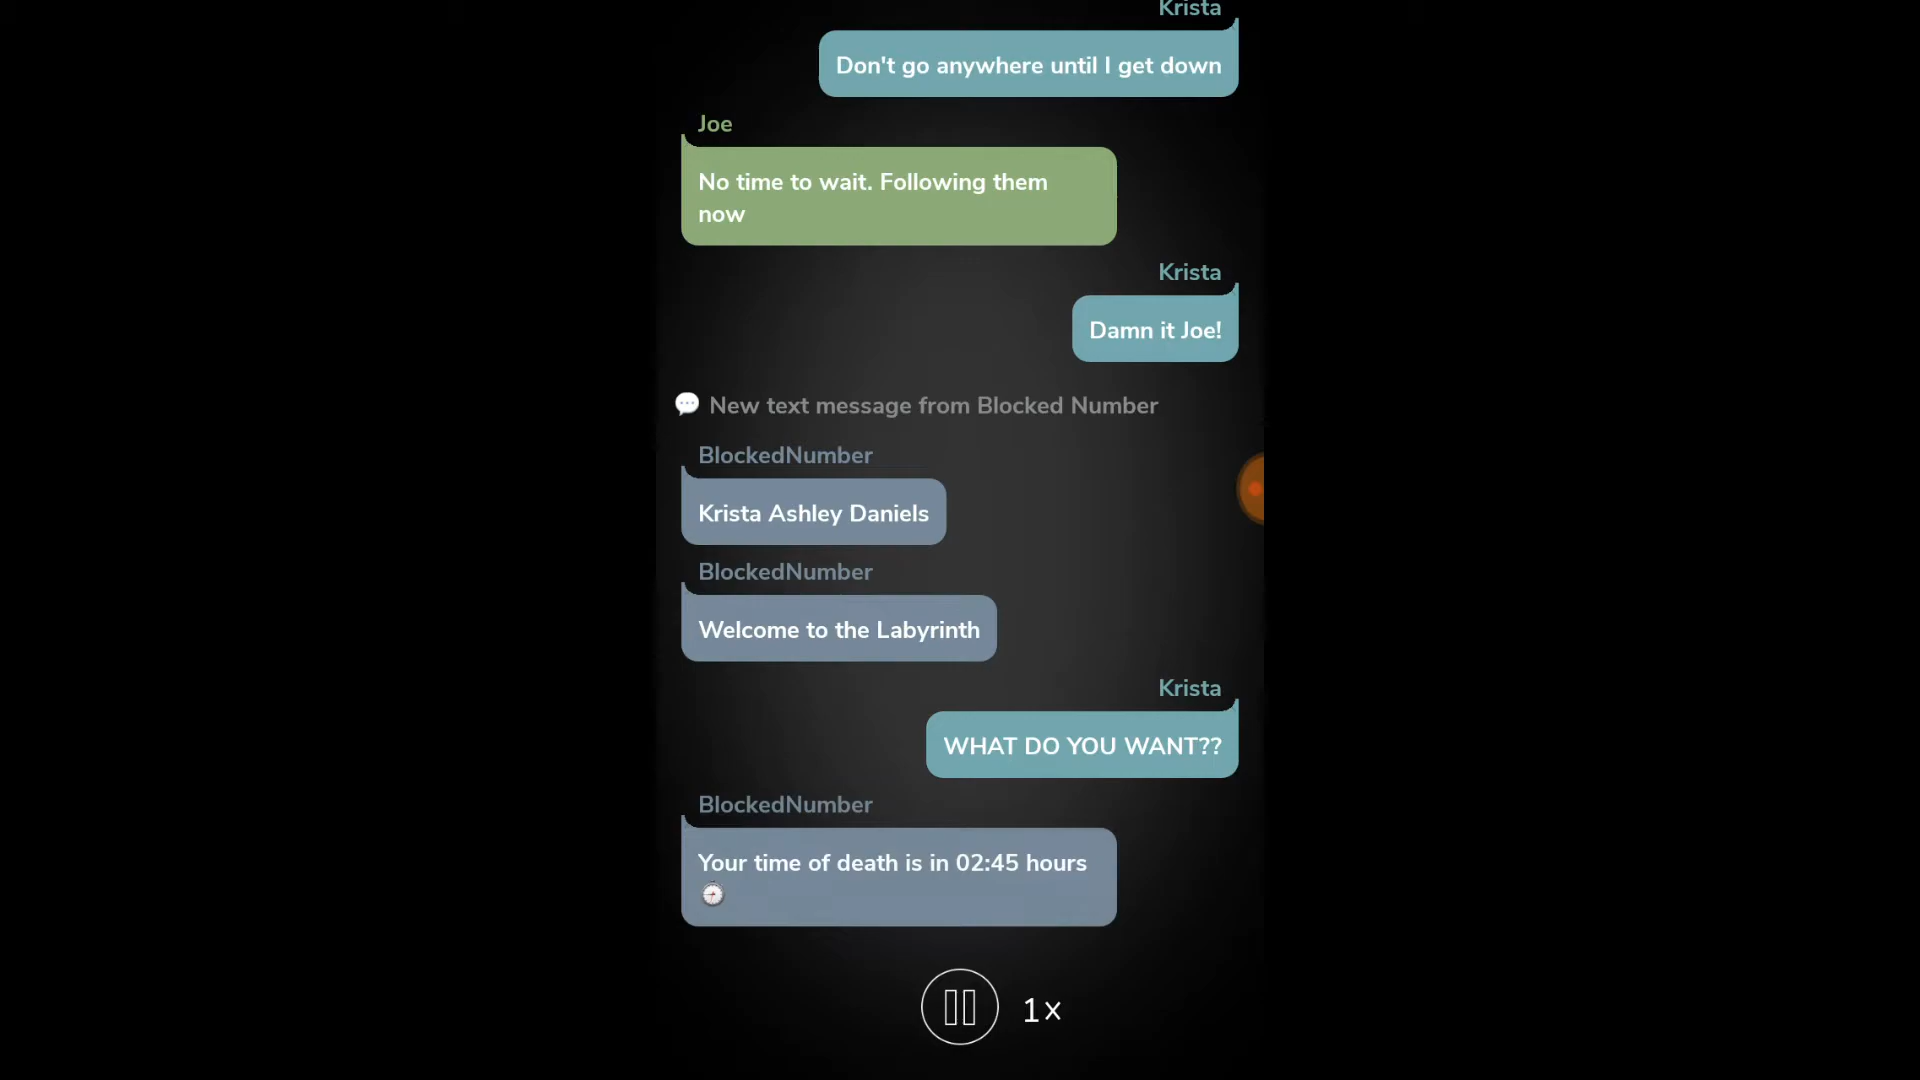 Krista
Don't go anywhere until I get down
Joe
No time to wait. Following them
now
Krista
Damn it Joe!
💬 New text message from Blocked Number
BlockedNumber
Krista Ashley Daniels
BlockedNumber
Welcome to the Labyrinth
Krista
WHAT DO YOU WANT??
BlockedNumber
Your time of death is in 02:45 hours
🕣
1x